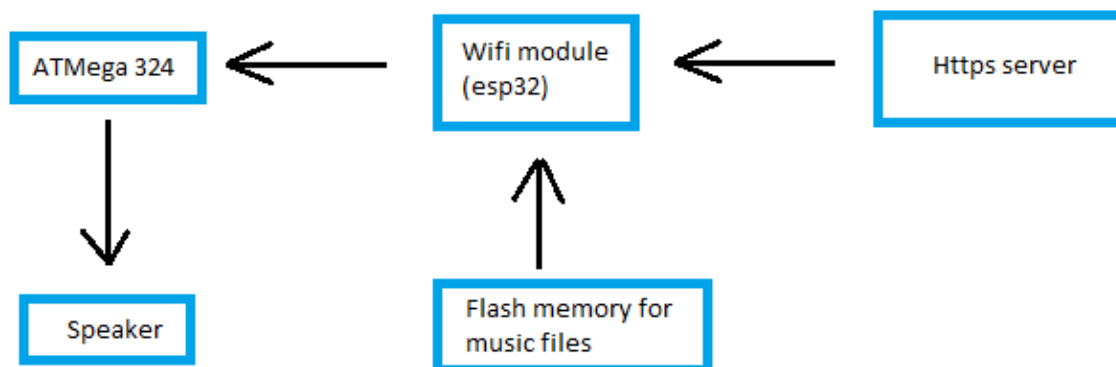 ATMega 324
Wifi module
(esp32)
Https server
Speaker
Flash memory for
music files